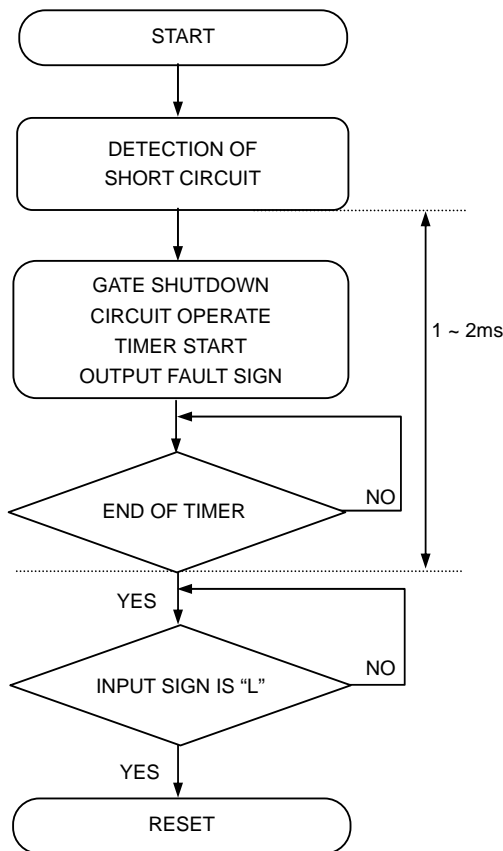 START
DETECTION OF
SHORT CIRCUIT
GATE SHUTDOWN
CIRCUIT OPERATE
TIMER START
OUTPUT FAULT SIGN
1 ~ 2ms
END OF TIMER
NO
YES
INPUT SIGN IS “L”
NO
YES
RESET